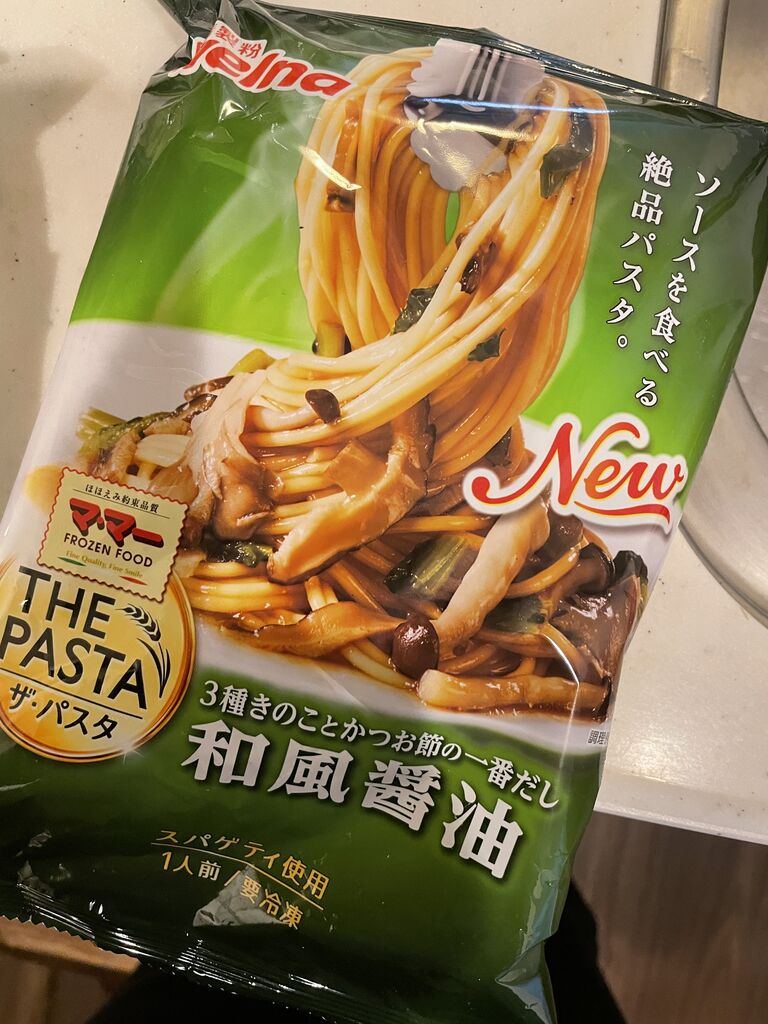 製粉
Welna
ソースを食べる
絶品パスタ。
New
ほほえみ約束品質
マ・マー
FROZEN FOOD
Fine Quality, Fine Smile
THE
PASTA
ザ・パスタ
3種きのことかつお節の一番だし
和風醤油
スパゲティ使用
1人前/要冷凍
調理